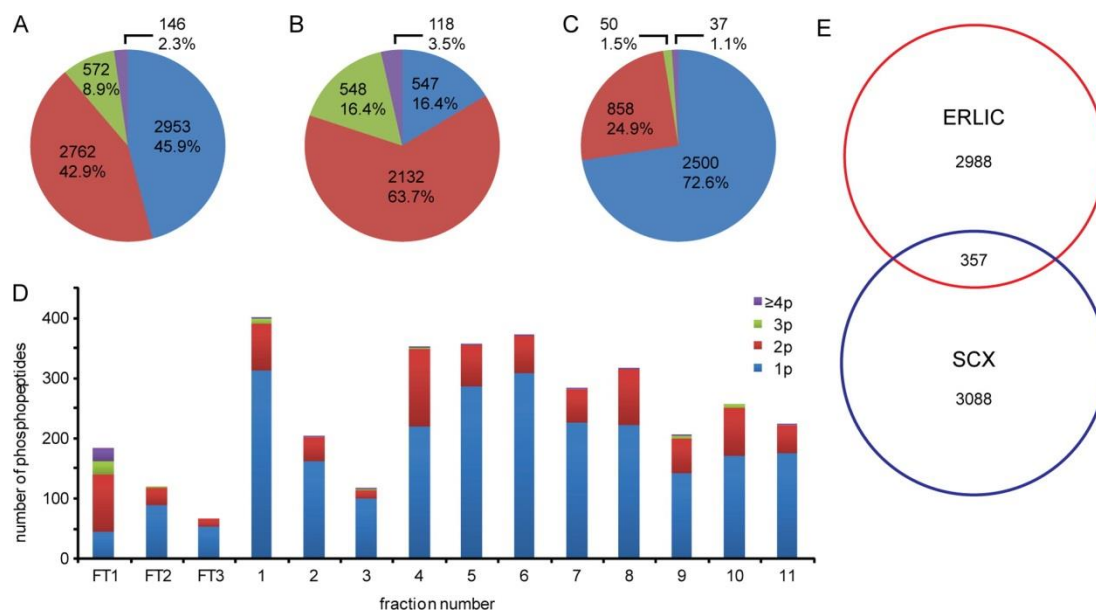 A
146
2.3%
572
8.9%
2953
45.9%
2762
42.9%
B
118
3.5%
548
16.4%
547
16.4%
2132
63.7%
C
50
1.5%
37
1.1%
858
24.9%
2500
72.6%
E
ERLIC
2988
357
SCX
3088
D
number of phosphopeptides
400
300
200
100
0
≥4p
3p
2p
1p
FT1 FT2 FT3 1 2 3 4 5 6 7 8 9 10 11
fraction number